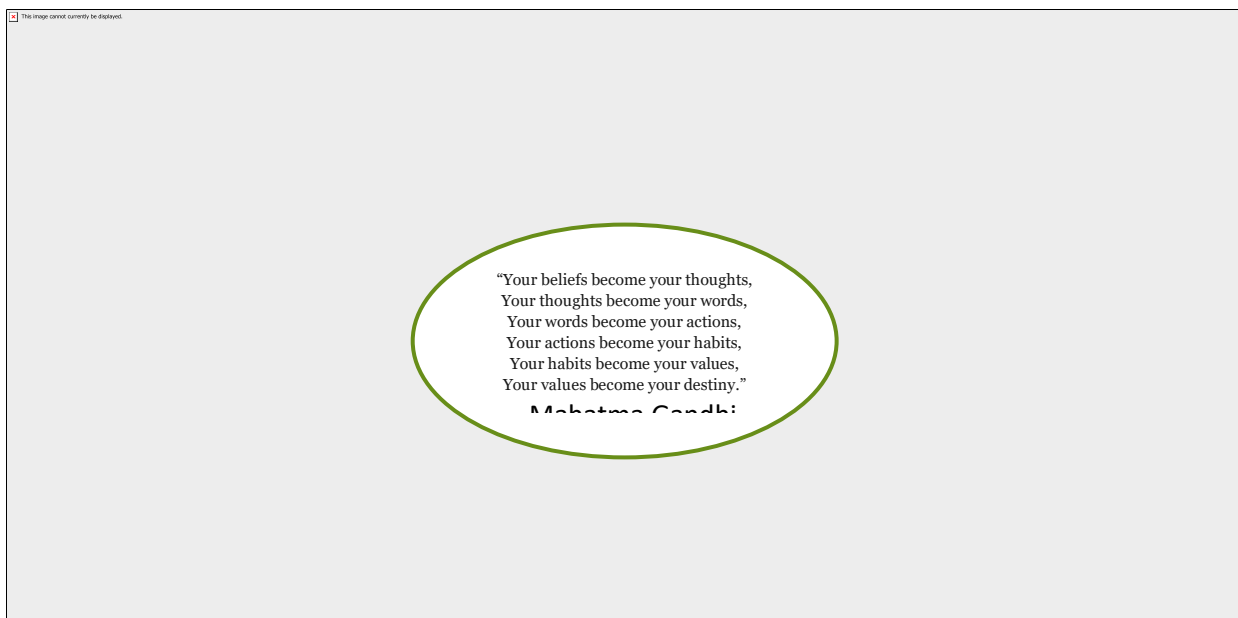 This image cannot currently be displayed.
“Your beliefs become your thoughts,
Your thoughts become your words,
Your words become your actions,
Your actions become your habits,
Your habits become your values,
Your values become your destiny.”
Mahatma Gandhi